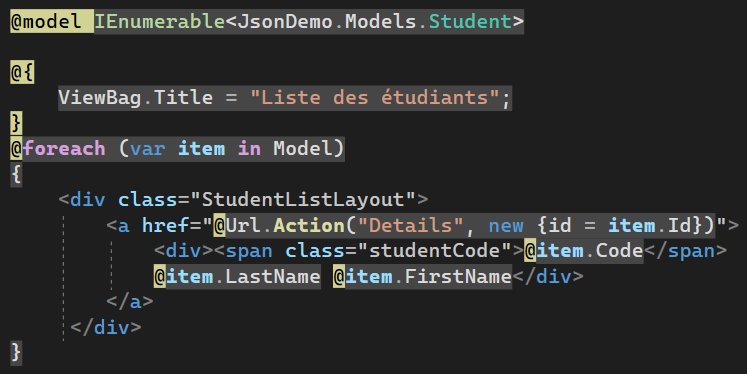 @model IEnumerable<JsonDemo.Models.Student>
@{
ViewBag.Title = "Liste des étudiants";
}
@foreach (var item in Model)
{
<div class="StudentListLayout">
<a href="@Url.Action("Details", new {id = item.Id})">
<div><span class="studentCode">@item.Code</span>
@item.LastName @item.FirstName</div>
</a>
</div>
}